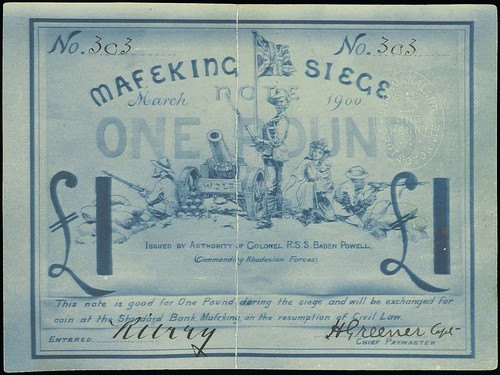 No. 303
No. 303
MAFEKING SIEGE
March NOTE 1900
ONE POUND
WOLF
£1 £1
ISSUED BY AUTHORITY OF COLONEL R.S.S. BADEN POWELL,
(Commanding Rhodesian Forces)
This note is good for One Pound during the siege and will be exchanged for
coin at the Standard Bank, Mafeking, on the resumption of Civil Law.
ENTERED
HGreener Capt
CHIEF PAYMASTER